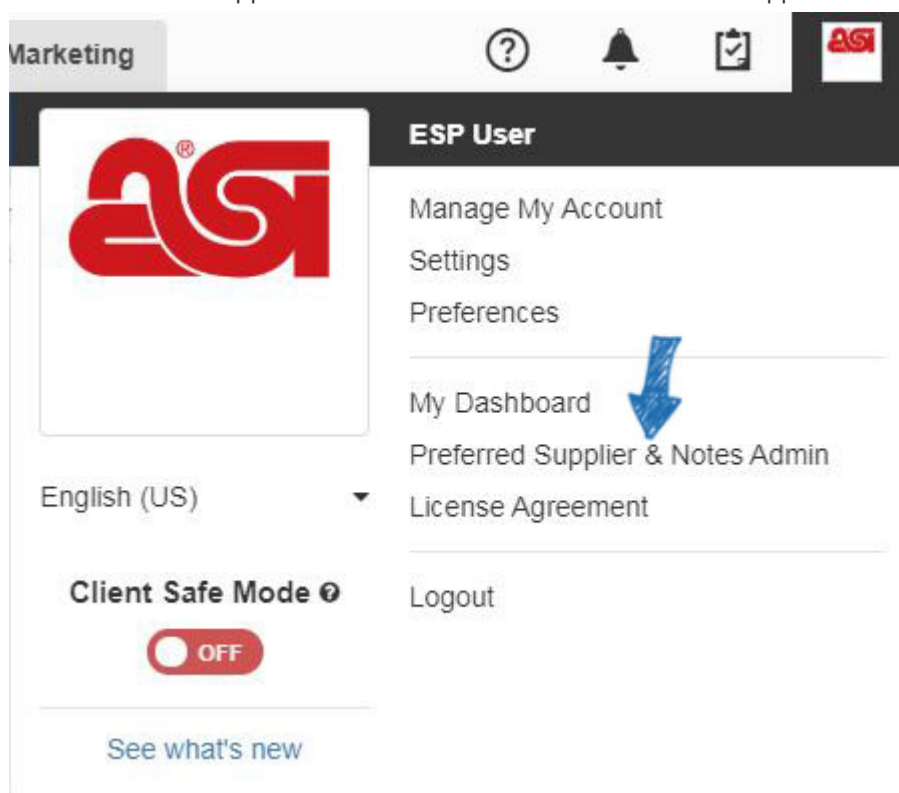 Marketing
asi
ESP User
asi®
Manage My Account
Settings
Preferences
My Dashboard
Preferred Supplier & Notes Admin
License Agreement
Logout
English (US)
Client Safe Mode
OFF
See what's new